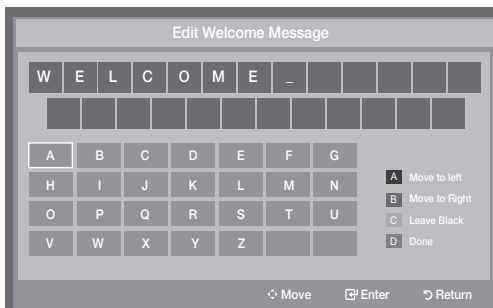 Edit Welcome Message
W E L C O M E _
A B C D E F G
H I J K L M N
O P Q R S T U
V W X Y Z
A Move to left
B Move to Right
C Leave Black
D Done
Move Enter Return